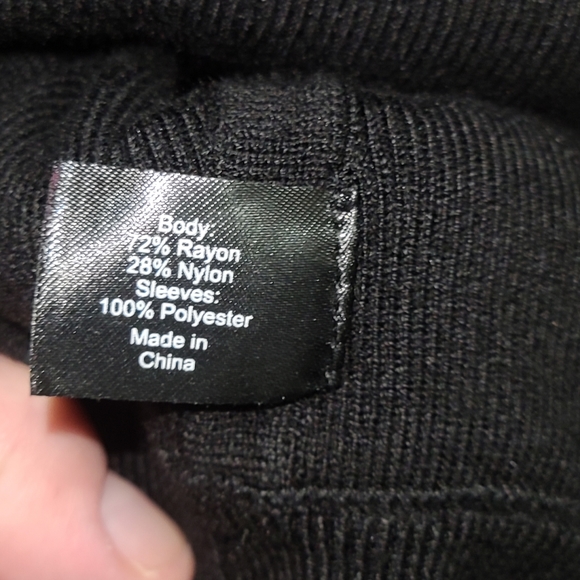 Body:
72% Rayon
28% Nylon
Sleeves:
100% Polyester
Made in
China